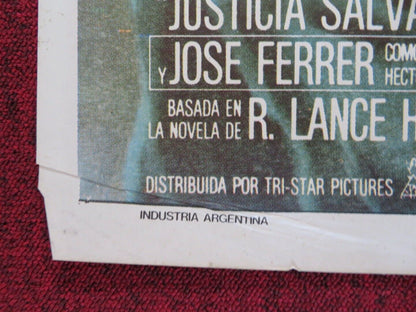 JUSTICIA SALVA
Y JOSE FERRER COMO
HECT
BASADA EN
LA NOVELA DE R. LANCE H
DISTRIBUIDA POR TRI-STAR PICTURES
INDUSTRIA ARGENTINA